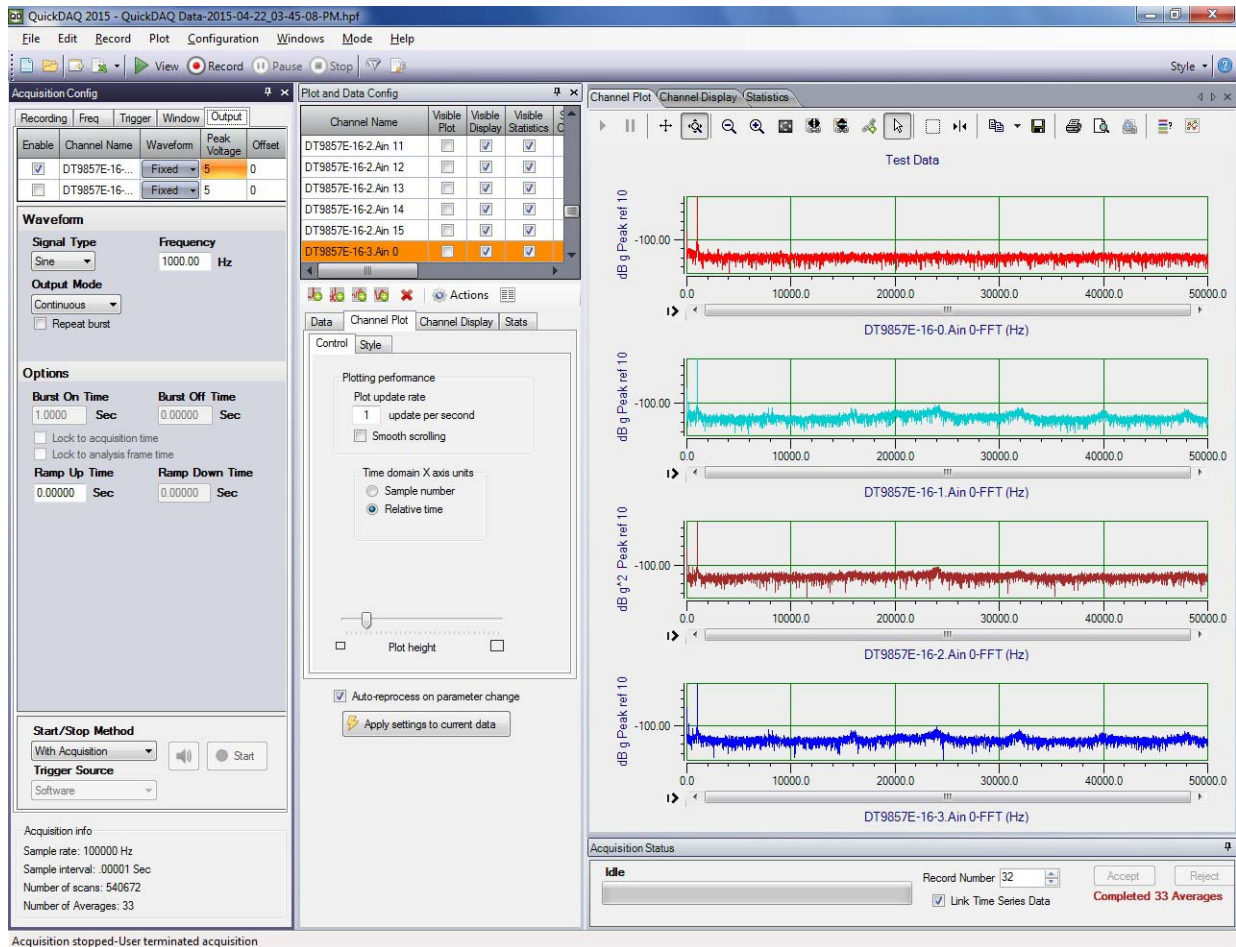 QuickDAQ 2015 - QuickDAQ Data-2015-04-22_03-45-08-PM.hpf
File Edit Record Plot Configuration Windows Mode Help
View Record Pause Stop Style
Acquisition Config
Recording Freq Trigger Window Output
Enable Channel Name Waveform Peak Voltage Offset
DT9857E-16-... Fixed 5 0
DT9857E-16-... Fixed 5 0
Waveform
Signal Type Frequency
Sine 1000.00 Hz
Output Mode
Continuous
Repeat burst
Options
Burst On Time Burst Off Time
1.0000 Sec 0.00000 Sec
Lock to acquisition time
Lock to analysis frame time
Ramp Up Time Ramp Down Time
0.00000 Sec 0.00000 Sec
Start/Stop Method
With Acquisition Start
Trigger Source
Software
Acquisition info
Sample rate: 100000 Hz
Sample interval: .00001 Sec
Number of scans: 540672
Number of Averages: 33
Plot and Data Config
Channel Name Visible Plot Visible Display Visible Statistics
DT9857E-16-2.Ain 11
DT9857E-16-2.Ain 12
DT9857E-16-2.Ain 13
DT9857E-16-2.Ain 14
DT9857E-16-2.Ain 15
DT9857E-16-3.Ain 0
Actions
Data Channel Plot Channel Display Stats
Control Style
Plotting performance
Plot update rate
1 update per second
Smooth scrolling
Time domain X axis units
Sample number
Relative time
Plot height
Auto-reprocess on parameter change
Apply settings to current data
Channel Plot Channel Display Statistics
Test Data
dB g Peak ref 10
-100.00
0.0 10000.0 20000.0 30000.0 40000.0 50000.0
DT9857E-16-0.Ain 0-FFT (Hz)
dB g Peak ref 10
-100.00
0.0 10000.0 20000.0 30000.0 40000.0 50000.0
DT9857E-16-1.Ain 0-FFT (Hz)
dB g^2 Peak ref 10
-100.00
0.0 10000.0 20000.0 30000.0 40000.0 50000.0
DT9857E-16-2.Ain 0-FFT (Hz)
dB g Peak ref 10
-100.00
0.0 10000.0 20000.0 30000.0 40000.0 50000.0
DT9857E-16-3.Ain 0-FFT (Hz)
Acquisition Status
Idle
Record Number 32 Accept Reject
Link Time Series Data Completed 33 Averages
Acquisition stopped-User terminated acquisition